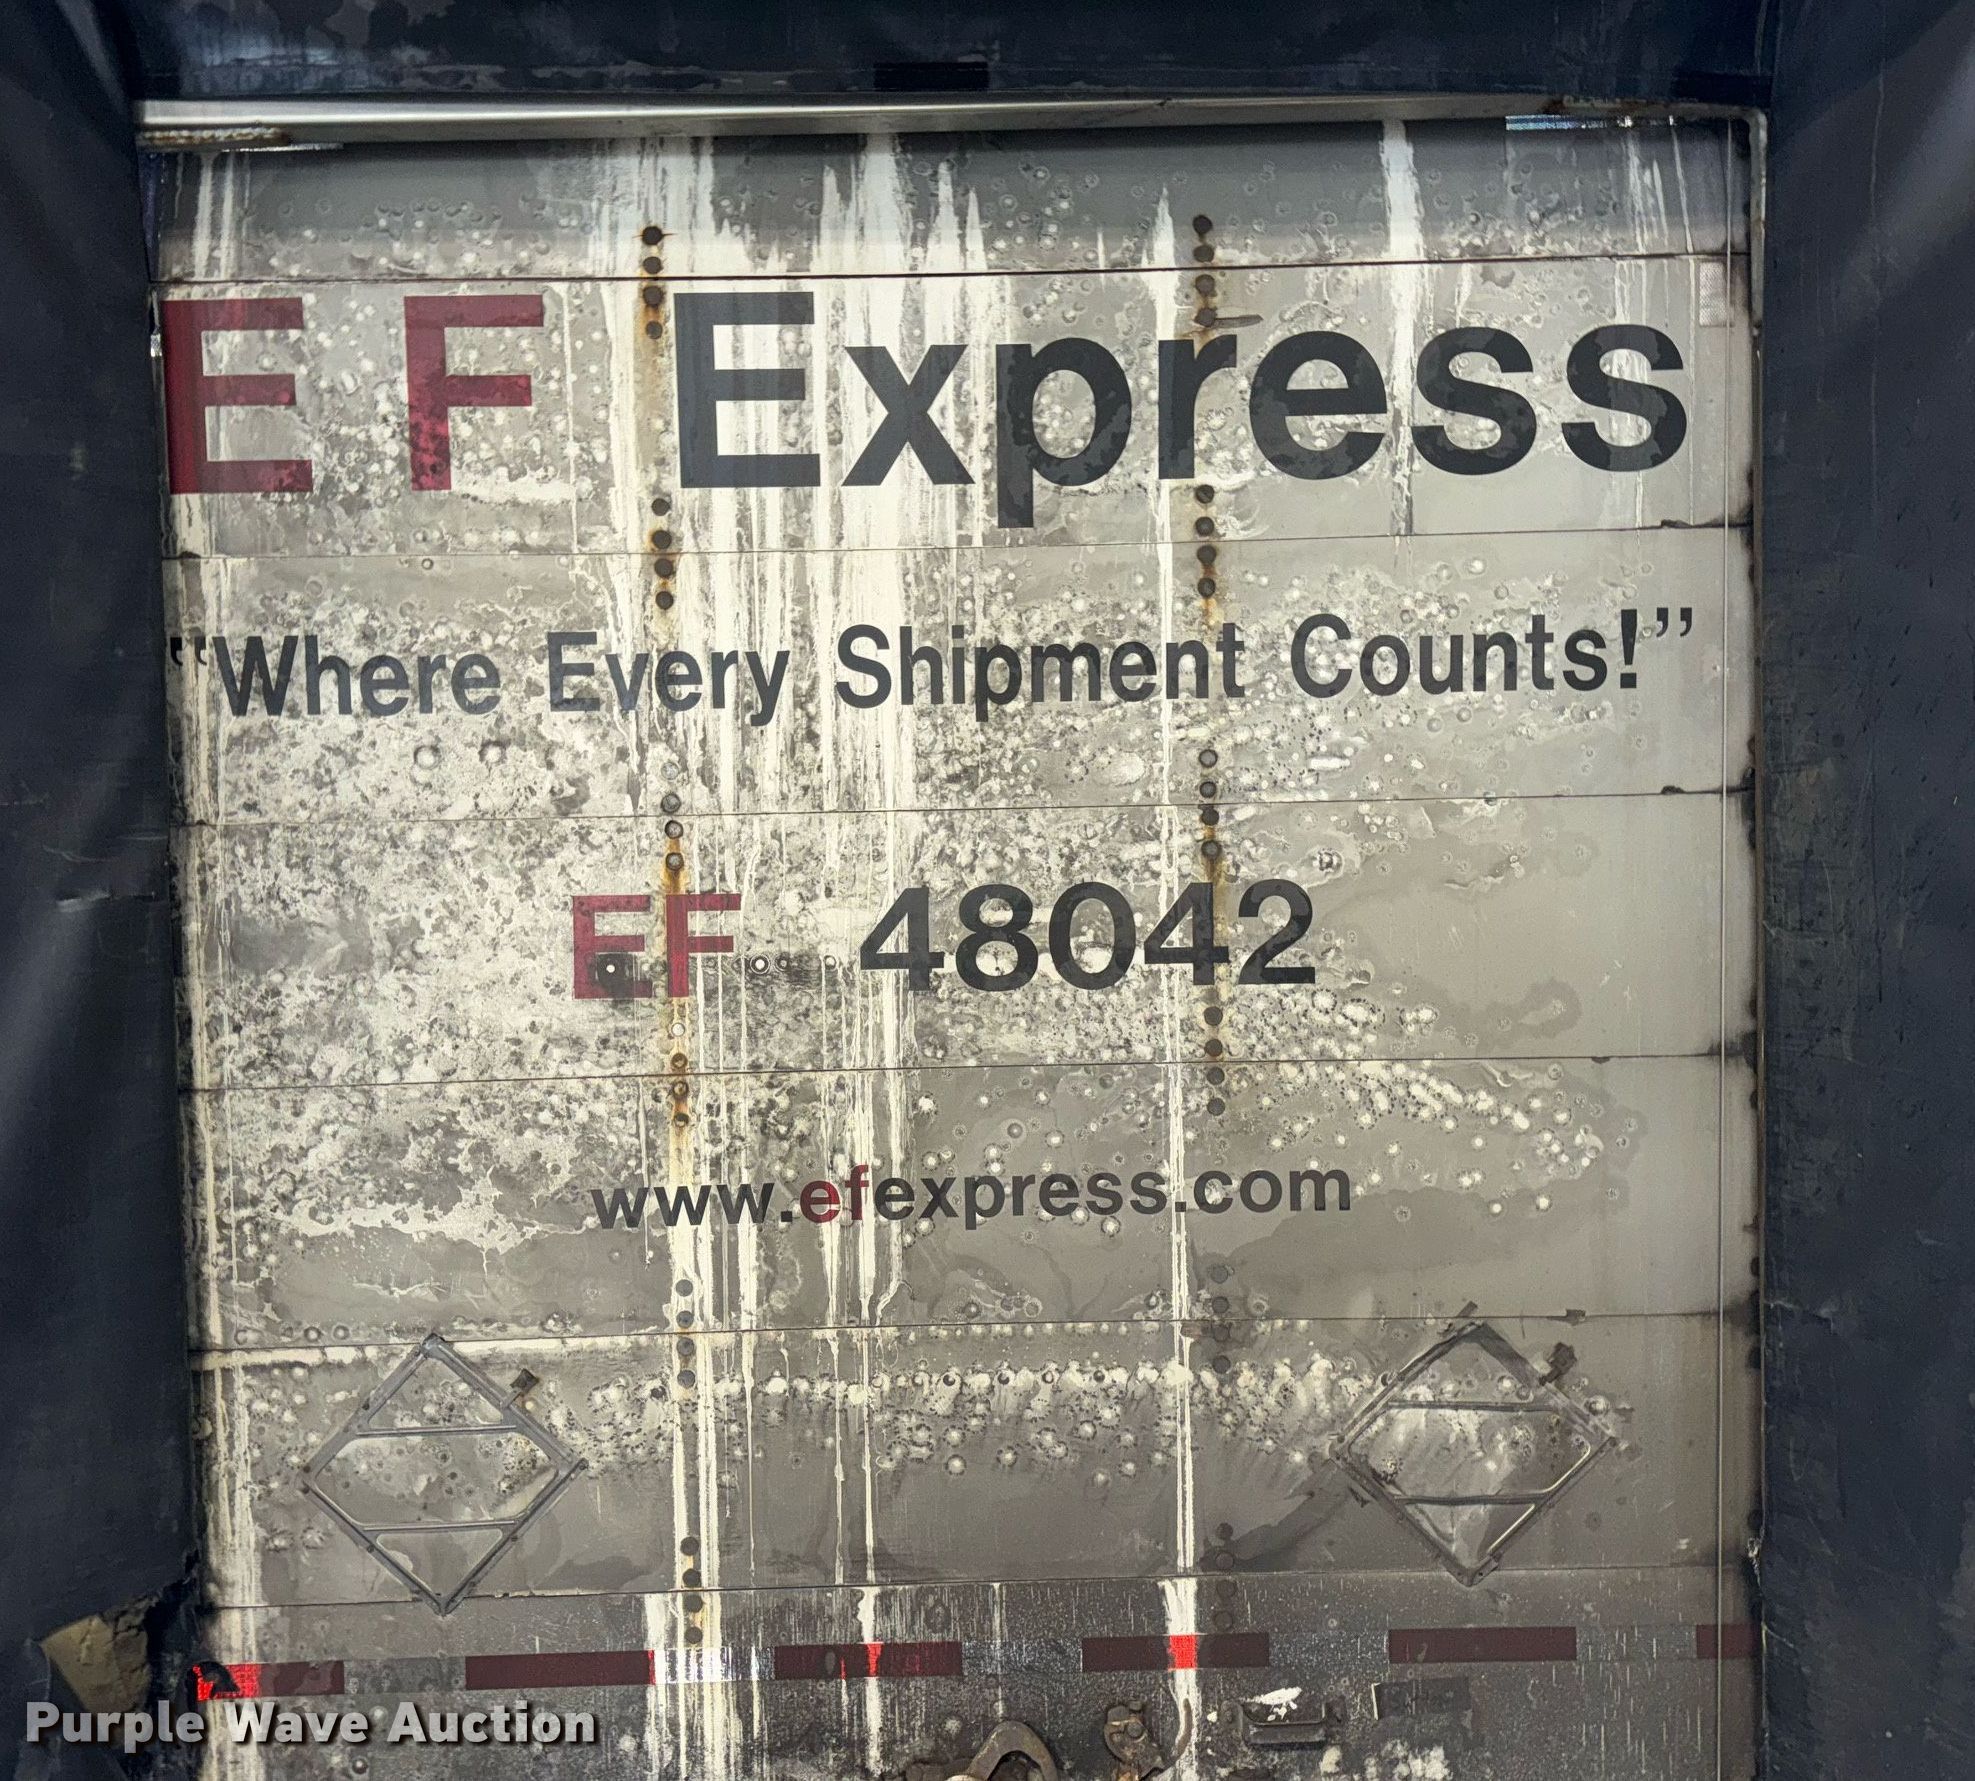 EF Express
"Where Every Shipment Counts!"
EF 48042
www.efexpress.com
Purple Wave Auction